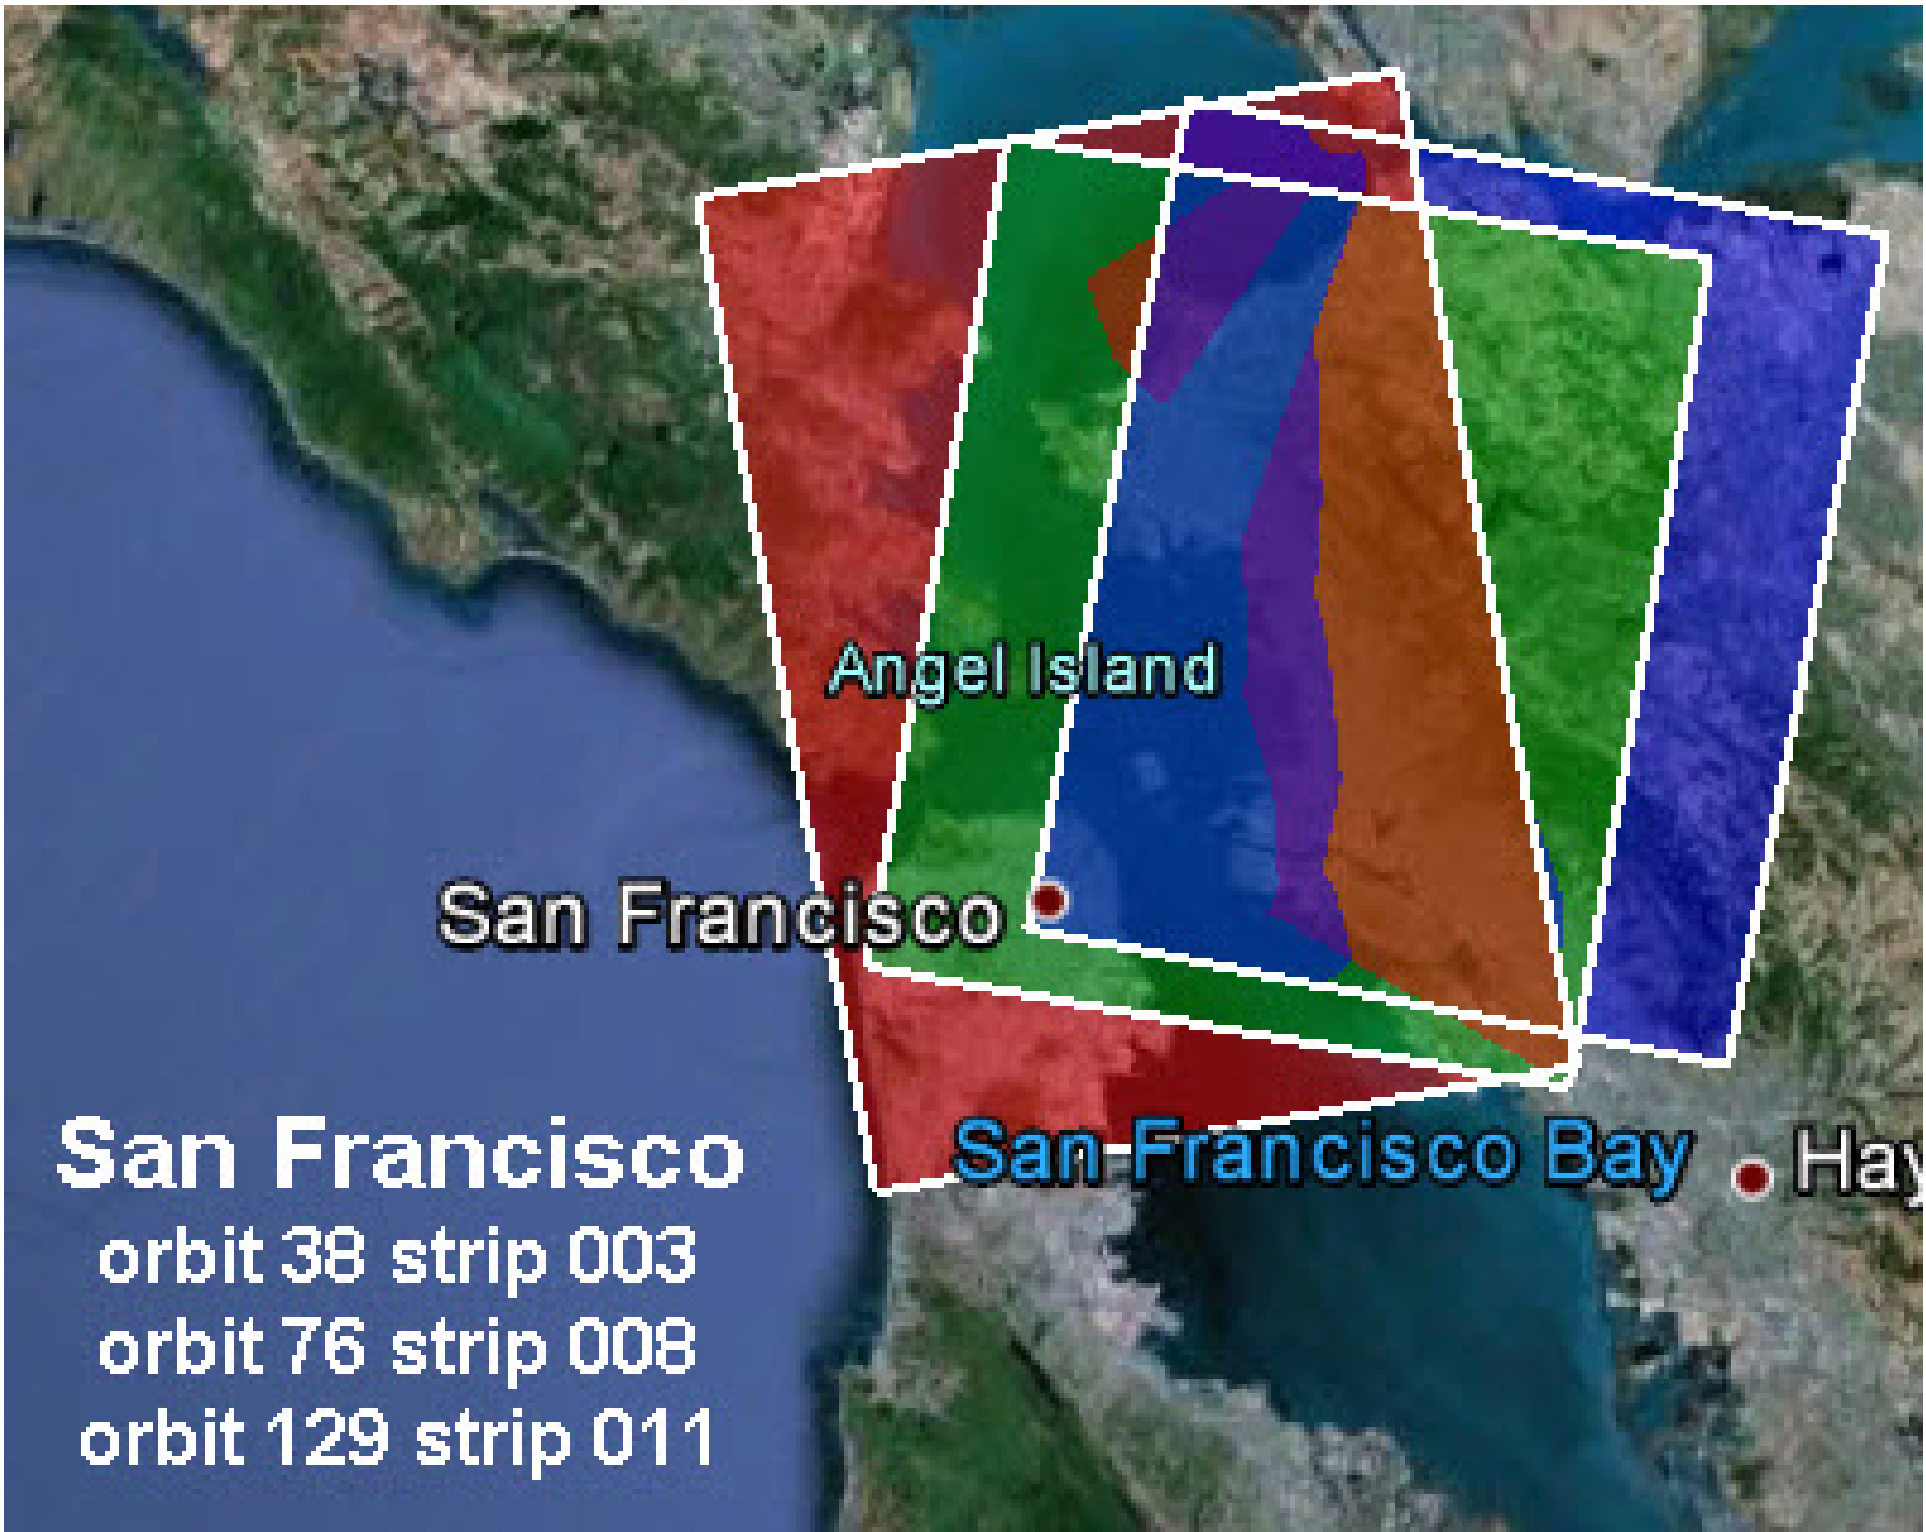 Angel Island
San Francisco
San Francisco Bay
Hay
San Francisco
orbit 38 strip 003
orbit 76 strip 008
orbit 129 strip 011